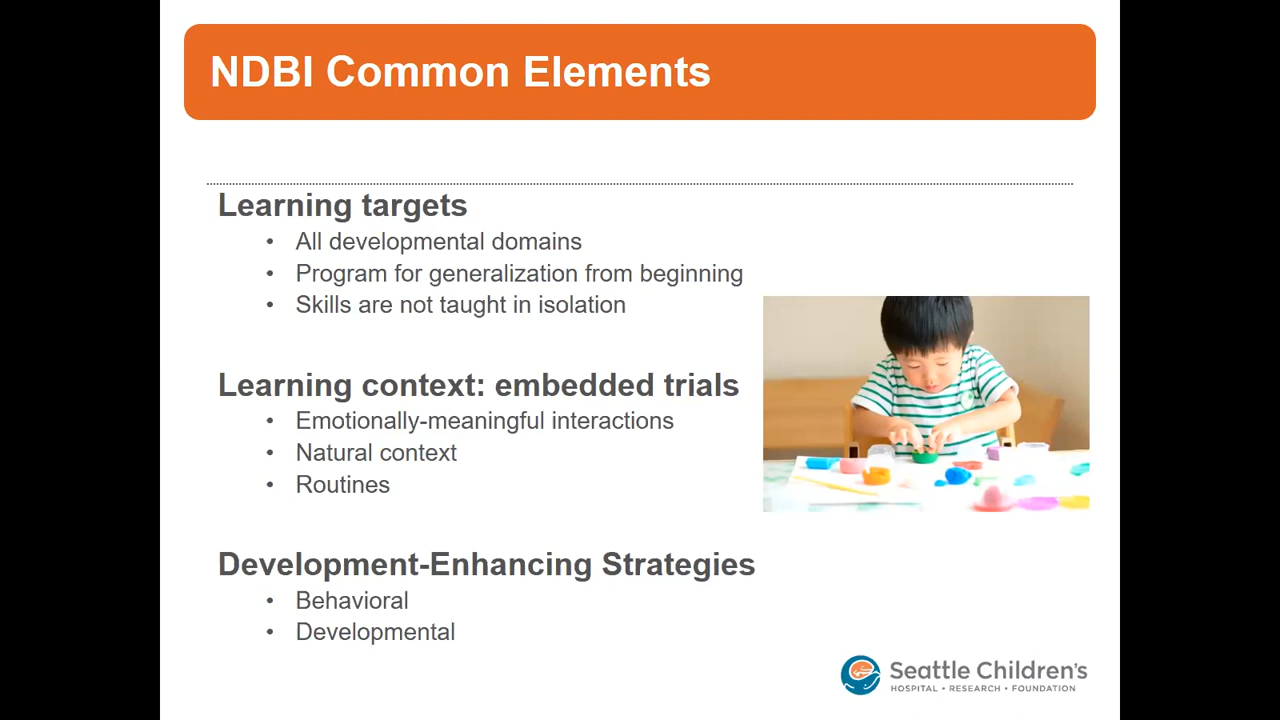 NDBI Common Elements
Learning targets
• All developmental domains
• Program for generalization from beginning
• Skills are not taught in isolation
Learning context: embedded trials
• Emotionally-meaningful interactions
• Natural context
• Routines
Development-Enhancing Strategies
• Behavioral
• Developmental
Seattle Children's
HOSPITAL • RESEARCH • FOUNDATION